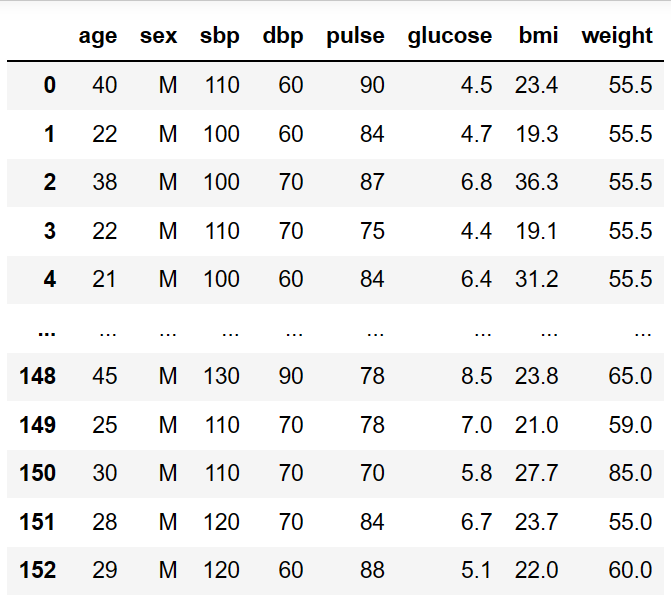 age sex sbp dbp pulse glucose bmi weight
0 40 M 110 60 90 4.5 23.4 55.5
1 22 M 100 60 84 4.7 19.3 55.5
2 38 M 100 70 87 6.8 36.3 55.5
3 22 M 110 70 75 4.4 19.1 55.5
4 21 M 100 60 84 6.4 31.2 55.5
... ... ... ... ... ... ... ... ...
148 45 M 130 90 78 8.5 23.8 65.0
149 25 M 110 70 78 7.0 21.0 59.0
150 30 M 110 70 70 5.8 27.7 85.0
151 28 M 120 70 84 6.7 23.7 55.0
152 29 M 120 60 88 5.1 22.0 60.0